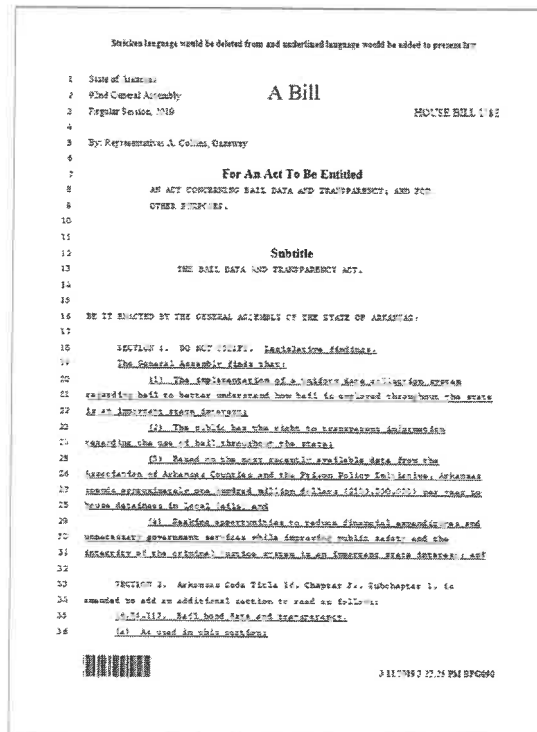 Stricken language would be deleted from and underlined language would be added to present law
1 State of Arkansas
2 92nd General Assembly A Bill
3 Regular Session, 2019 HOUSE BILL
4
5 By: Representatives A. Collins, Gazaway
6
7 For An Act To Be Entitled
8 AN ACT CONCERNING BAIL DATA AND TRANSPARENCY; AND FOR
9 OTHER PURPOSES.
10
11
12 Subtitle
13 THE BAIL DATA AND TRANSPARENCY ACT.
14
15
16 BE IT ENACTED BY THE GENERAL ASSEMBLY OF THE STATE OF ARKANSAS:
17
18 SECTION 1. DO NOT CODIFY. Legislative findings.
19 The General Assembly finds that:
20 (1) The implementation of a uniform data collection system
21 regarding bail to better understand how bail is employed throughout the state
22 is an important state interest;
23 (2) The public has the right to transparent information
24 regarding the use of bail throughout the state;
25 (3) Based on the most recently available data from the
26 Association of Arkansas Counties and the Prison Policy Initiative, Arkansas
27 spends approximately one hundred million dollars per year to
28 house detainees in local jails; and
29 (4) Seeking opportunities to reduce financial expenditures and
30 unnecessary government services while improving public safety and the
31 integrity of the criminal justice system is an important state interest; and
32
33 SECTION 2. Arkansas Code Title 16, Chapter Subchapter 1, is
34 amended to add an additional section to read as follows:
35 Bail bond data and transparency.
36 (a) As used in this section: